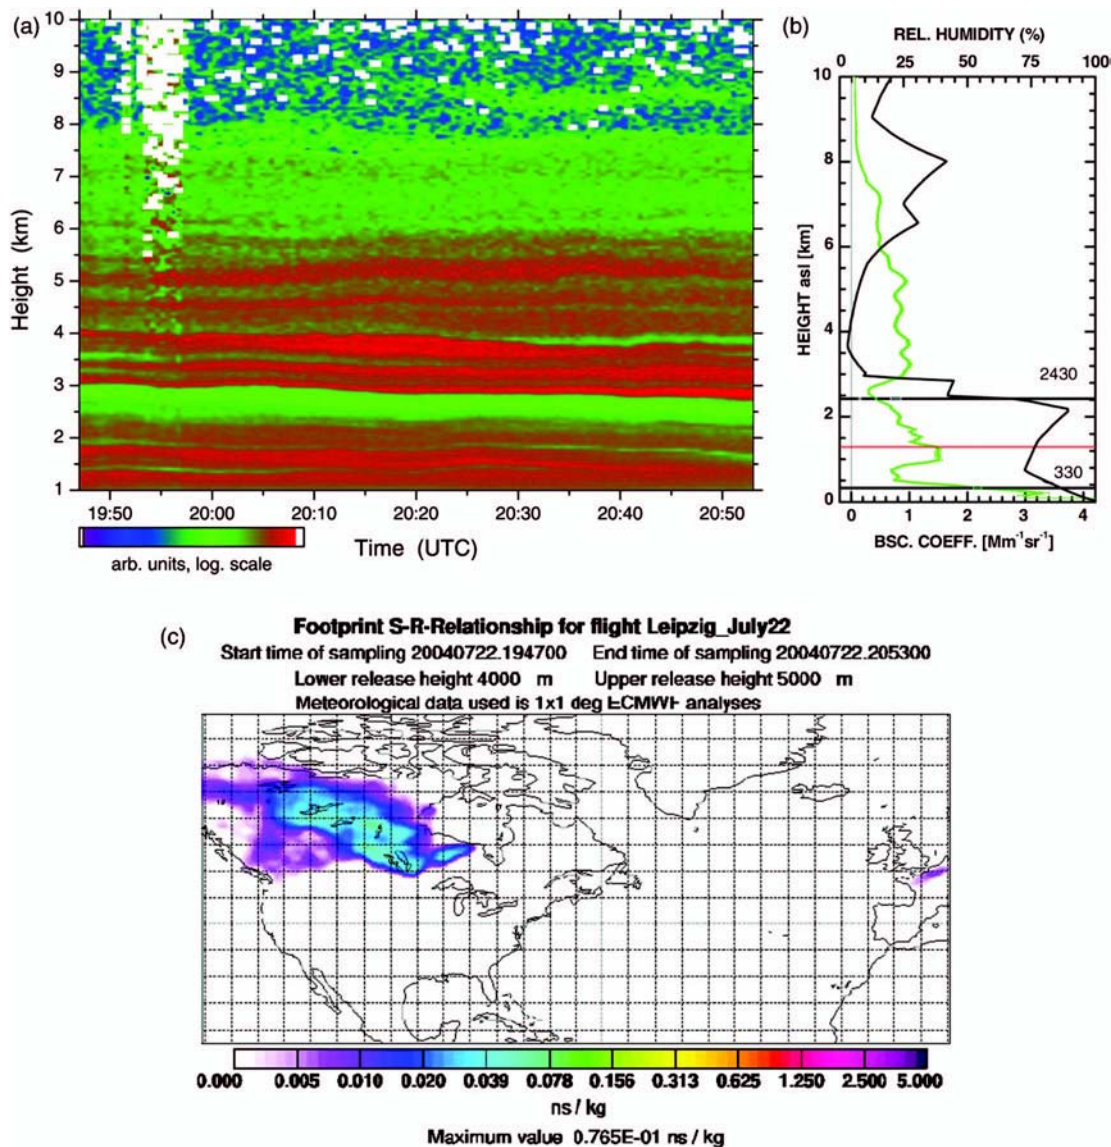 (a)
10
9
8
7
6
5
4
3
2
1
Height (km)
19:50 20:00 20:10 20:20 20:30 20:40 20:50
Time (UTC)
arb. units, log. scale
(b)
REL. HUMIDITY (%)
0 25 50 75 100
10
8
6
4
2
0
HEIGHT asl [km]
2430
330
0 1 2 3 4
BSC. COEFF. [Mm⁻¹sr⁻¹]
(c)
Footprint S-R-Relationship for flight Leipzig_July22
Start time of sampling 20040722.194700 End time of sampling 20040722.205300
Lower release height 4000 m Upper release height 5000 m
Meteorological data used is 1x1 deg ECMWF analyses
0.000 0.005 0.010 0.020 0.039 0.078 0.156 0.313 0.625 1.250 2.500 5.000
ns / kg
Maximum value 0.765E-01 ns / kg